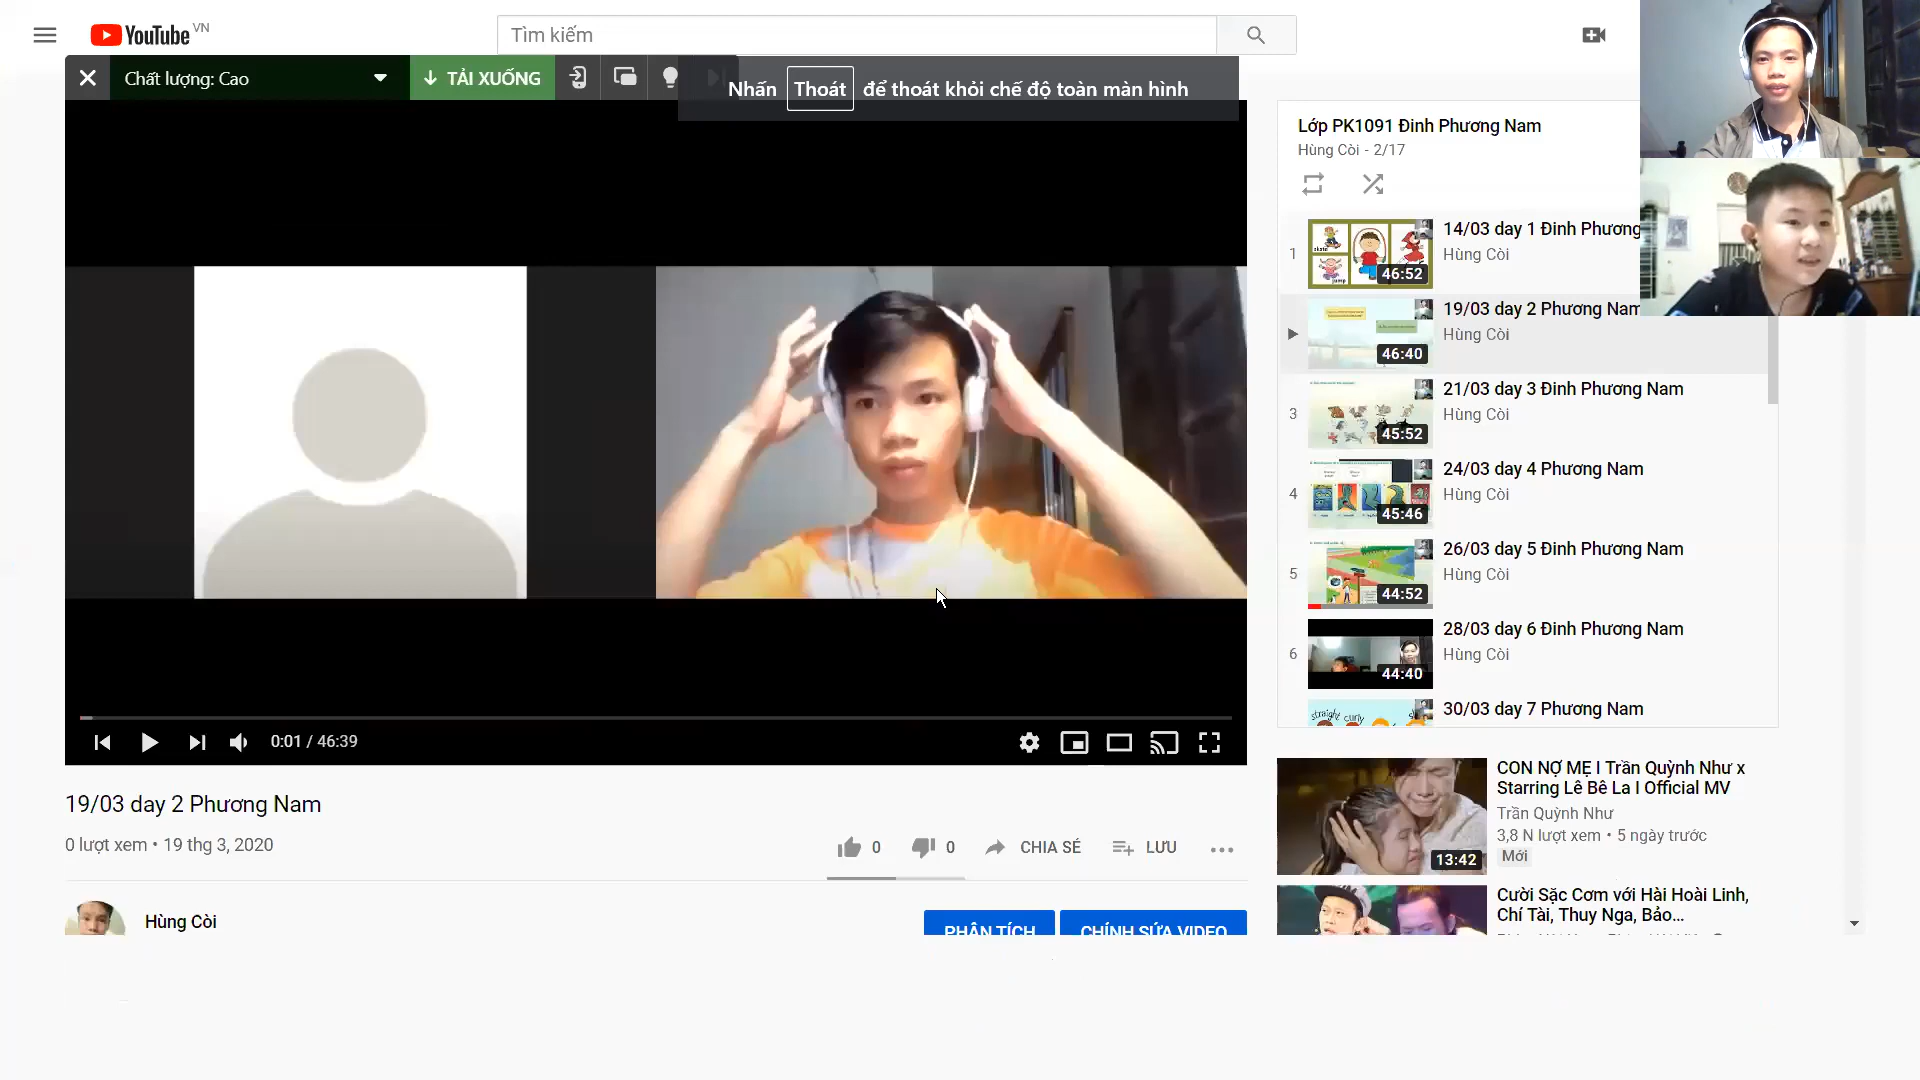 YouTube VN
Tìm kiếm
Chất lượng: Cao
TẢI XUỐNG
Nhấn Thoát để thoát khỏi chế độ toàn màn hình
0:01 / 46:39
19/03 day 2 Phương Nam
0 lượt xem • 19 thg 3, 2020
0
0
CHIA SẺ
LƯU
Hùng Còi
PHÂN TÍCH
CHỈNH SỬA VIDEO
Lớp PK1091 Đinh Phương Nam
Hùng Còi - 2/17
1
skate
jump
46:52
14/03 day 1 Đinh Phương
Hùng Còi
46:40
19/03 day 2 Phương Nam
Hùng Còi
3
45:52
21/03 day 3 Đinh Phương Nam
Hùng Còi
4
45:46
24/03 day 4 Phương Nam
Hùng Còi
5
44:52
26/03 day 5 Đinh Phương Nam
Hùng Còi
6
44:40
28/03 day 6 Đinh Phương Nam
Hùng Còi
straight curly
30/03 day 7 Phương Nam
13:42
CON NỢ MẸ I Trần Quỳnh Như x
Starring Lê Bê La I Official MV
Trần Quỳnh Như
3,8 N lượt xem • 5 ngày trước
Mới
Cười Sặc Cơm với Hài Hoài Linh,
Chí Tài, Thuy Nga, Bảo...